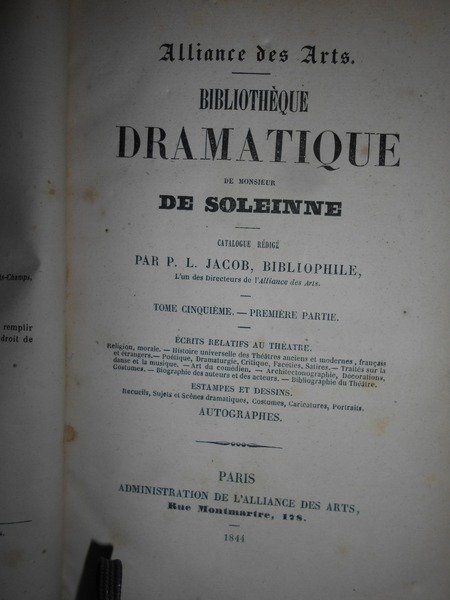 Alliance des Arts.
BIBLIOTHÈQUE
DRAMATIQUE
DE MONSIEUR
DE SOLEINNE
CATALOGUE RÉDIGÉ
PAR P. L. JACOB, BIBLIOPHILE,
L'un des Directeurs de l'Alliance des Arts.
TOME CINQUIÈME. — PREMIÈRE PARTIE.
ÉCRITS RELATIFS AU THÉATRE.
Religion, morale. — Histoire universelle des Théâtres anciens et modernes, français
et étrangers. — Poétique, Dramaturgie, Critique, Facéties, Satires. — Traités sur la
danse et la musique. — Art du comédien. — Architectonographie, Décorations,
Costumes. — Biographie des auteurs et des acteurs. — Bibliographie du Théâtre.
ESTAMPES ET DESSINS.
Recueils, Sujets et Scènes dramatiques, Costumes, Caricatures, Portraits.
AUTOGRAPHES.
PARIS
ADMINISTRATION DE L'ALLIANCE DES ARTS,
Rue Montmartre, 178.
1844
ts-Champs,
remplir
droit de